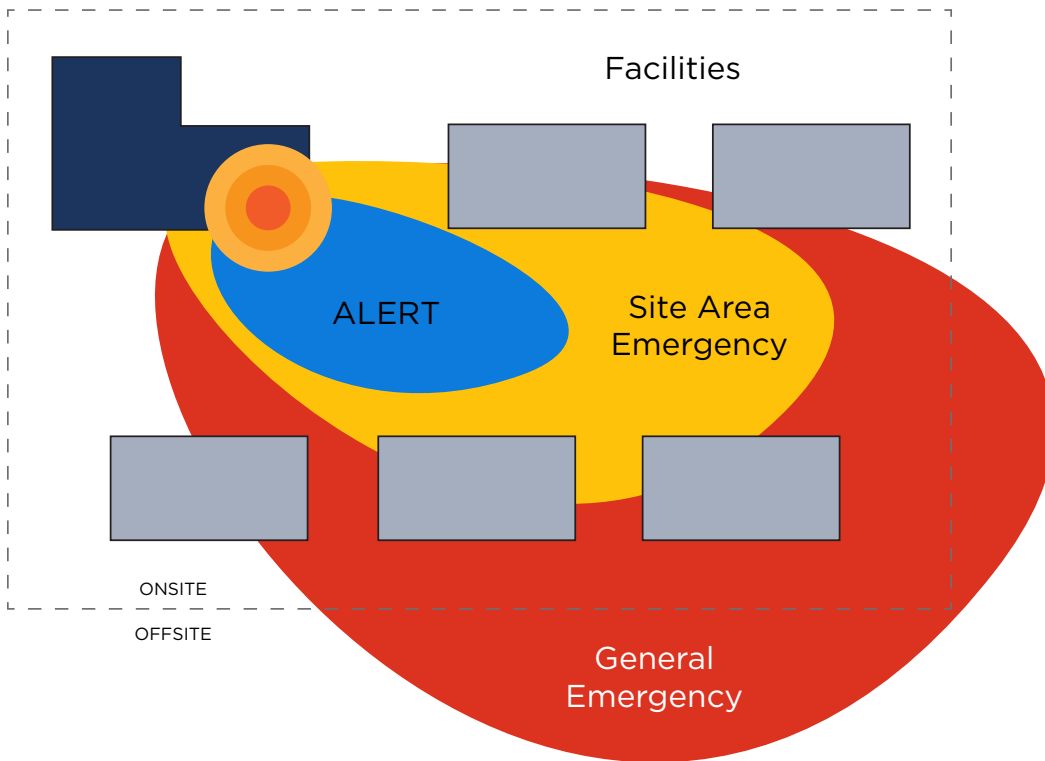 Facilities
ALERT
Site Area
Emergency
ONSITE
OFFSITE
General
Emergency